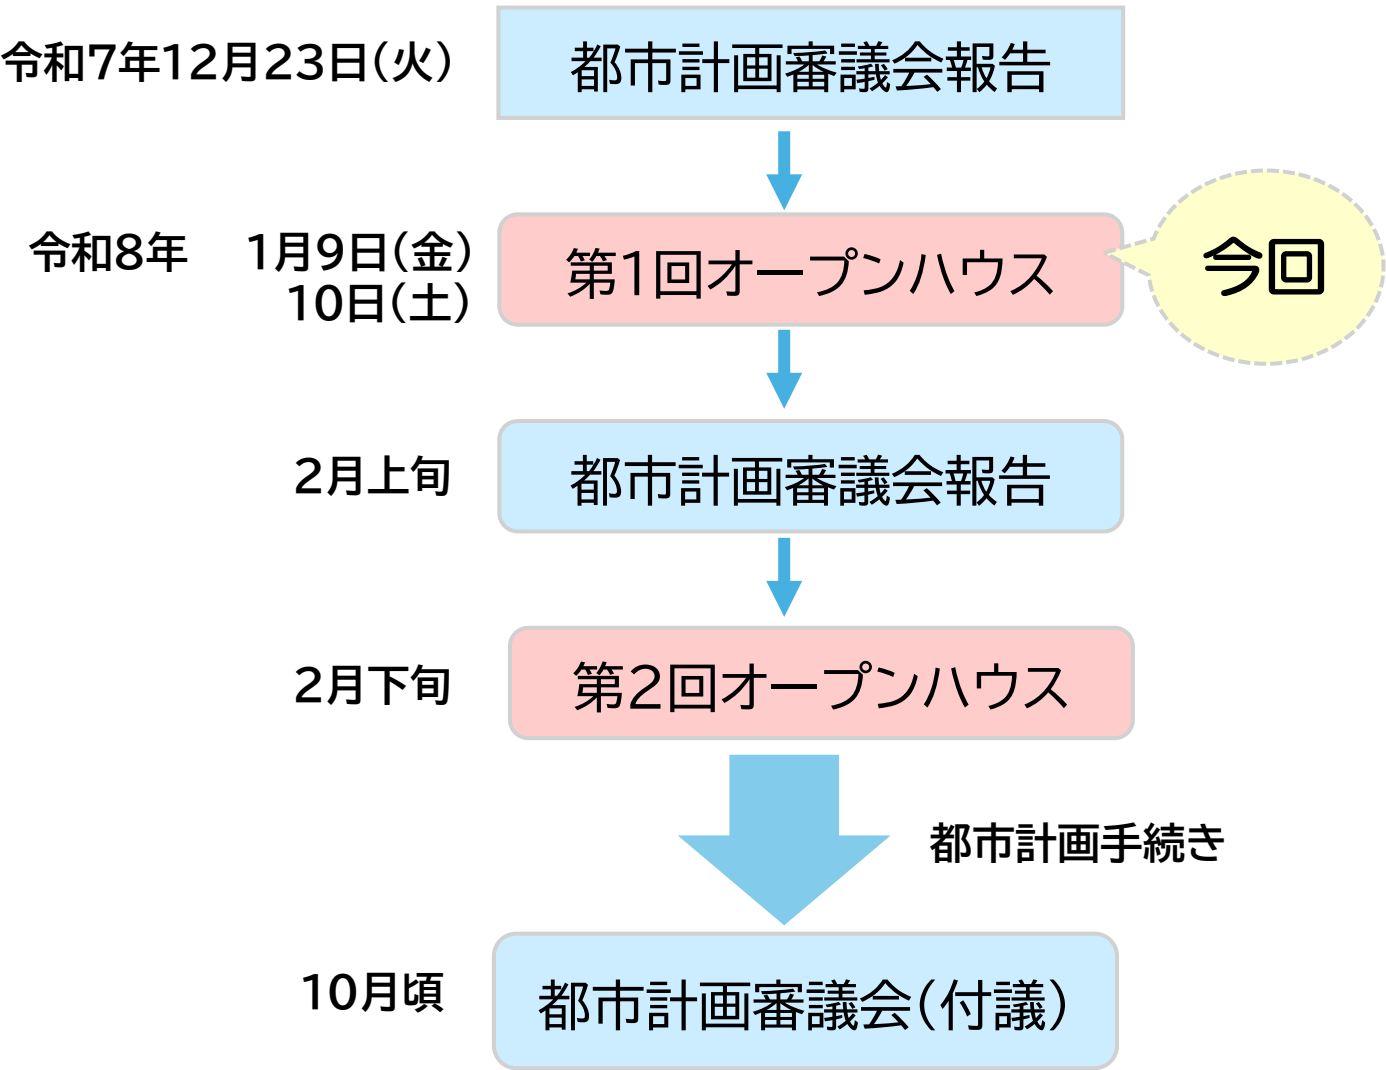 令和7年12月23日(火)
都市計画審議会報告
令和8年 1月9日(金)
10日(土)
第1回オープンハウス
今回
2月上旬
都市計画審議会報告
2月下旬
第2回オープンハウス
都市計画手続き
10月頃
都市計画審議会(付議)